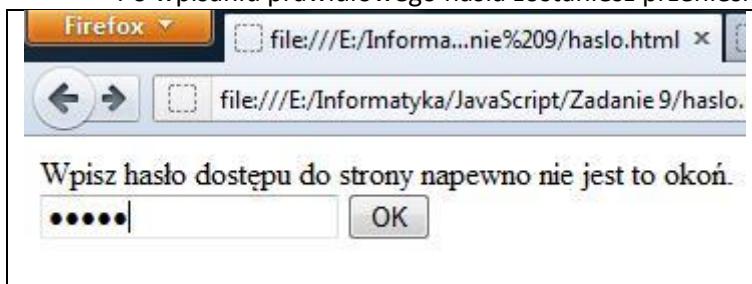 Firefox
file:///E:/Informa...nie%209/haslo.html ×
file:///E:/Informatyka/JavaScript/Zadanie 9/haslo.
Wpisz hasło dostępu do strony napewno nie jest to okoń.
••••• OK